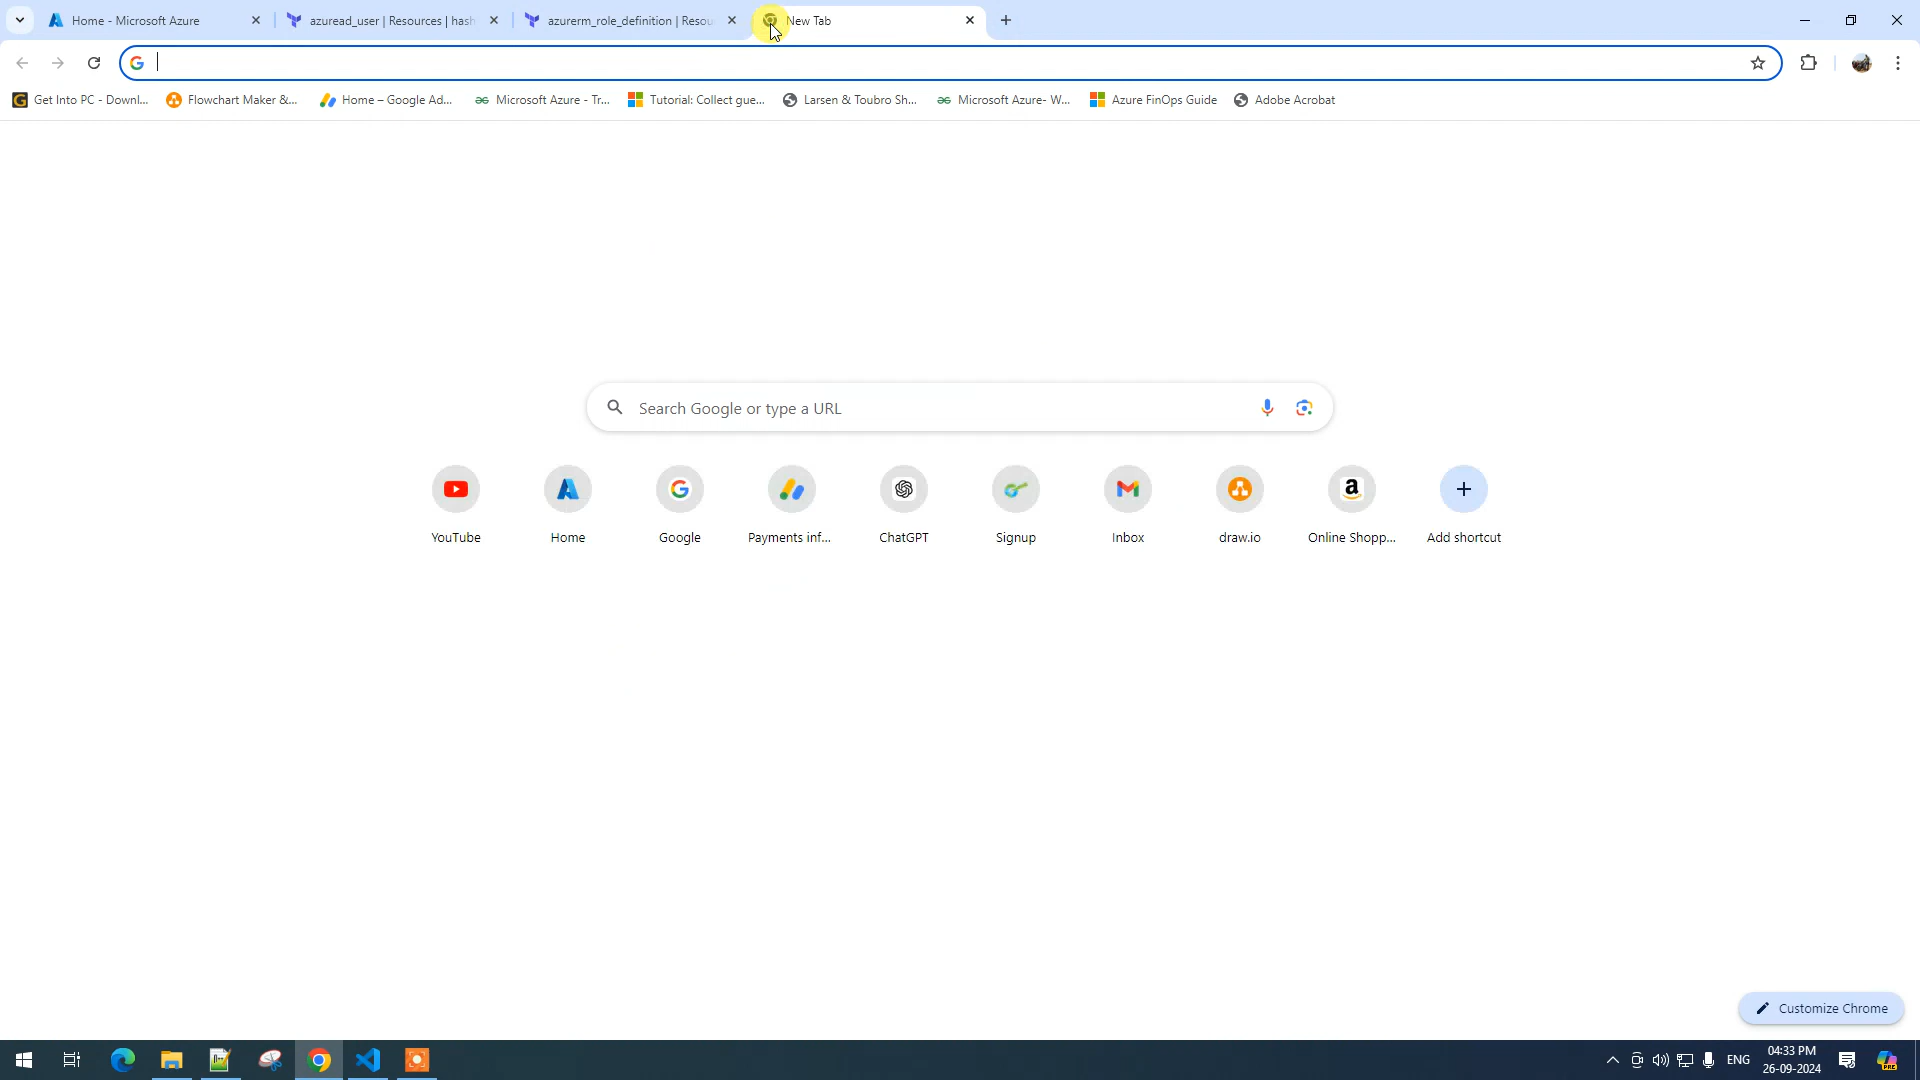 Home - Microsoft Azure
azuread_user | Resources | hash
azurerm_role_definition | Resou
New Tab
Get Into PC - Downl...
Flowchart Maker &...
Home – Google Ad...
Microsoft Azure - Tr...
Tutorial: Collect gue...
Larsen & Toubro Sh...
Microsoft Azure- W...
Azure FinOps Guide
Adobe Acrobat
Search Google or type a URL
YouTube
Home
Google
Payments inf...
ChatGPT
Signup
Inbox
draw.io
Online Shopp...
Add shortcut
Customize Chrome
ENG
04:33 PM
26-09-2024